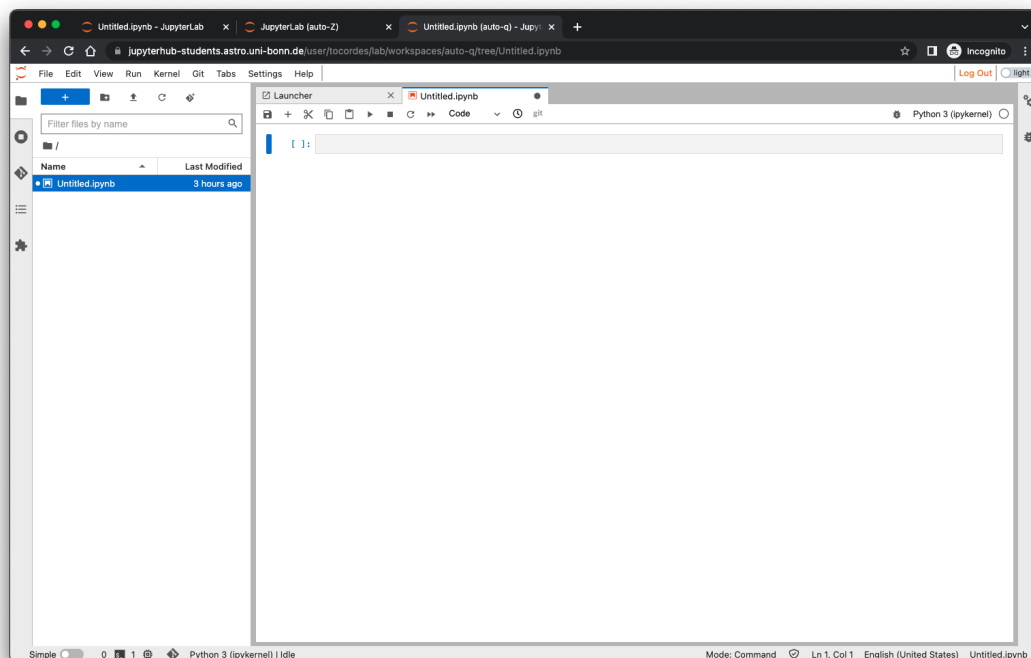 Untitled.ipynb - JupyterLab
JupyterLab (auto-Z)
Untitled.ipynb (auto-q) - Jupyt
jupyterhub-students.astro.uni-bonn.de/user/tocordes/lab/workspaces/auto-q/tree/Untitled.ipynb
Incognito
File Edit View Run Kernel Git Tabs Settings Help
Log Out
light
Launcher
Untitled.ipynb
Code
git
Python 3 (ipykernel)
Filter files by name
/
Name
Last Modified
Untitled.ipynb
3 hours ago
[ ]:
Simple
0
1
Python 3 (ipykernel) | Idle
Mode: Command
Ln 1, Col 1
English (United States)
Untitled.ipynb